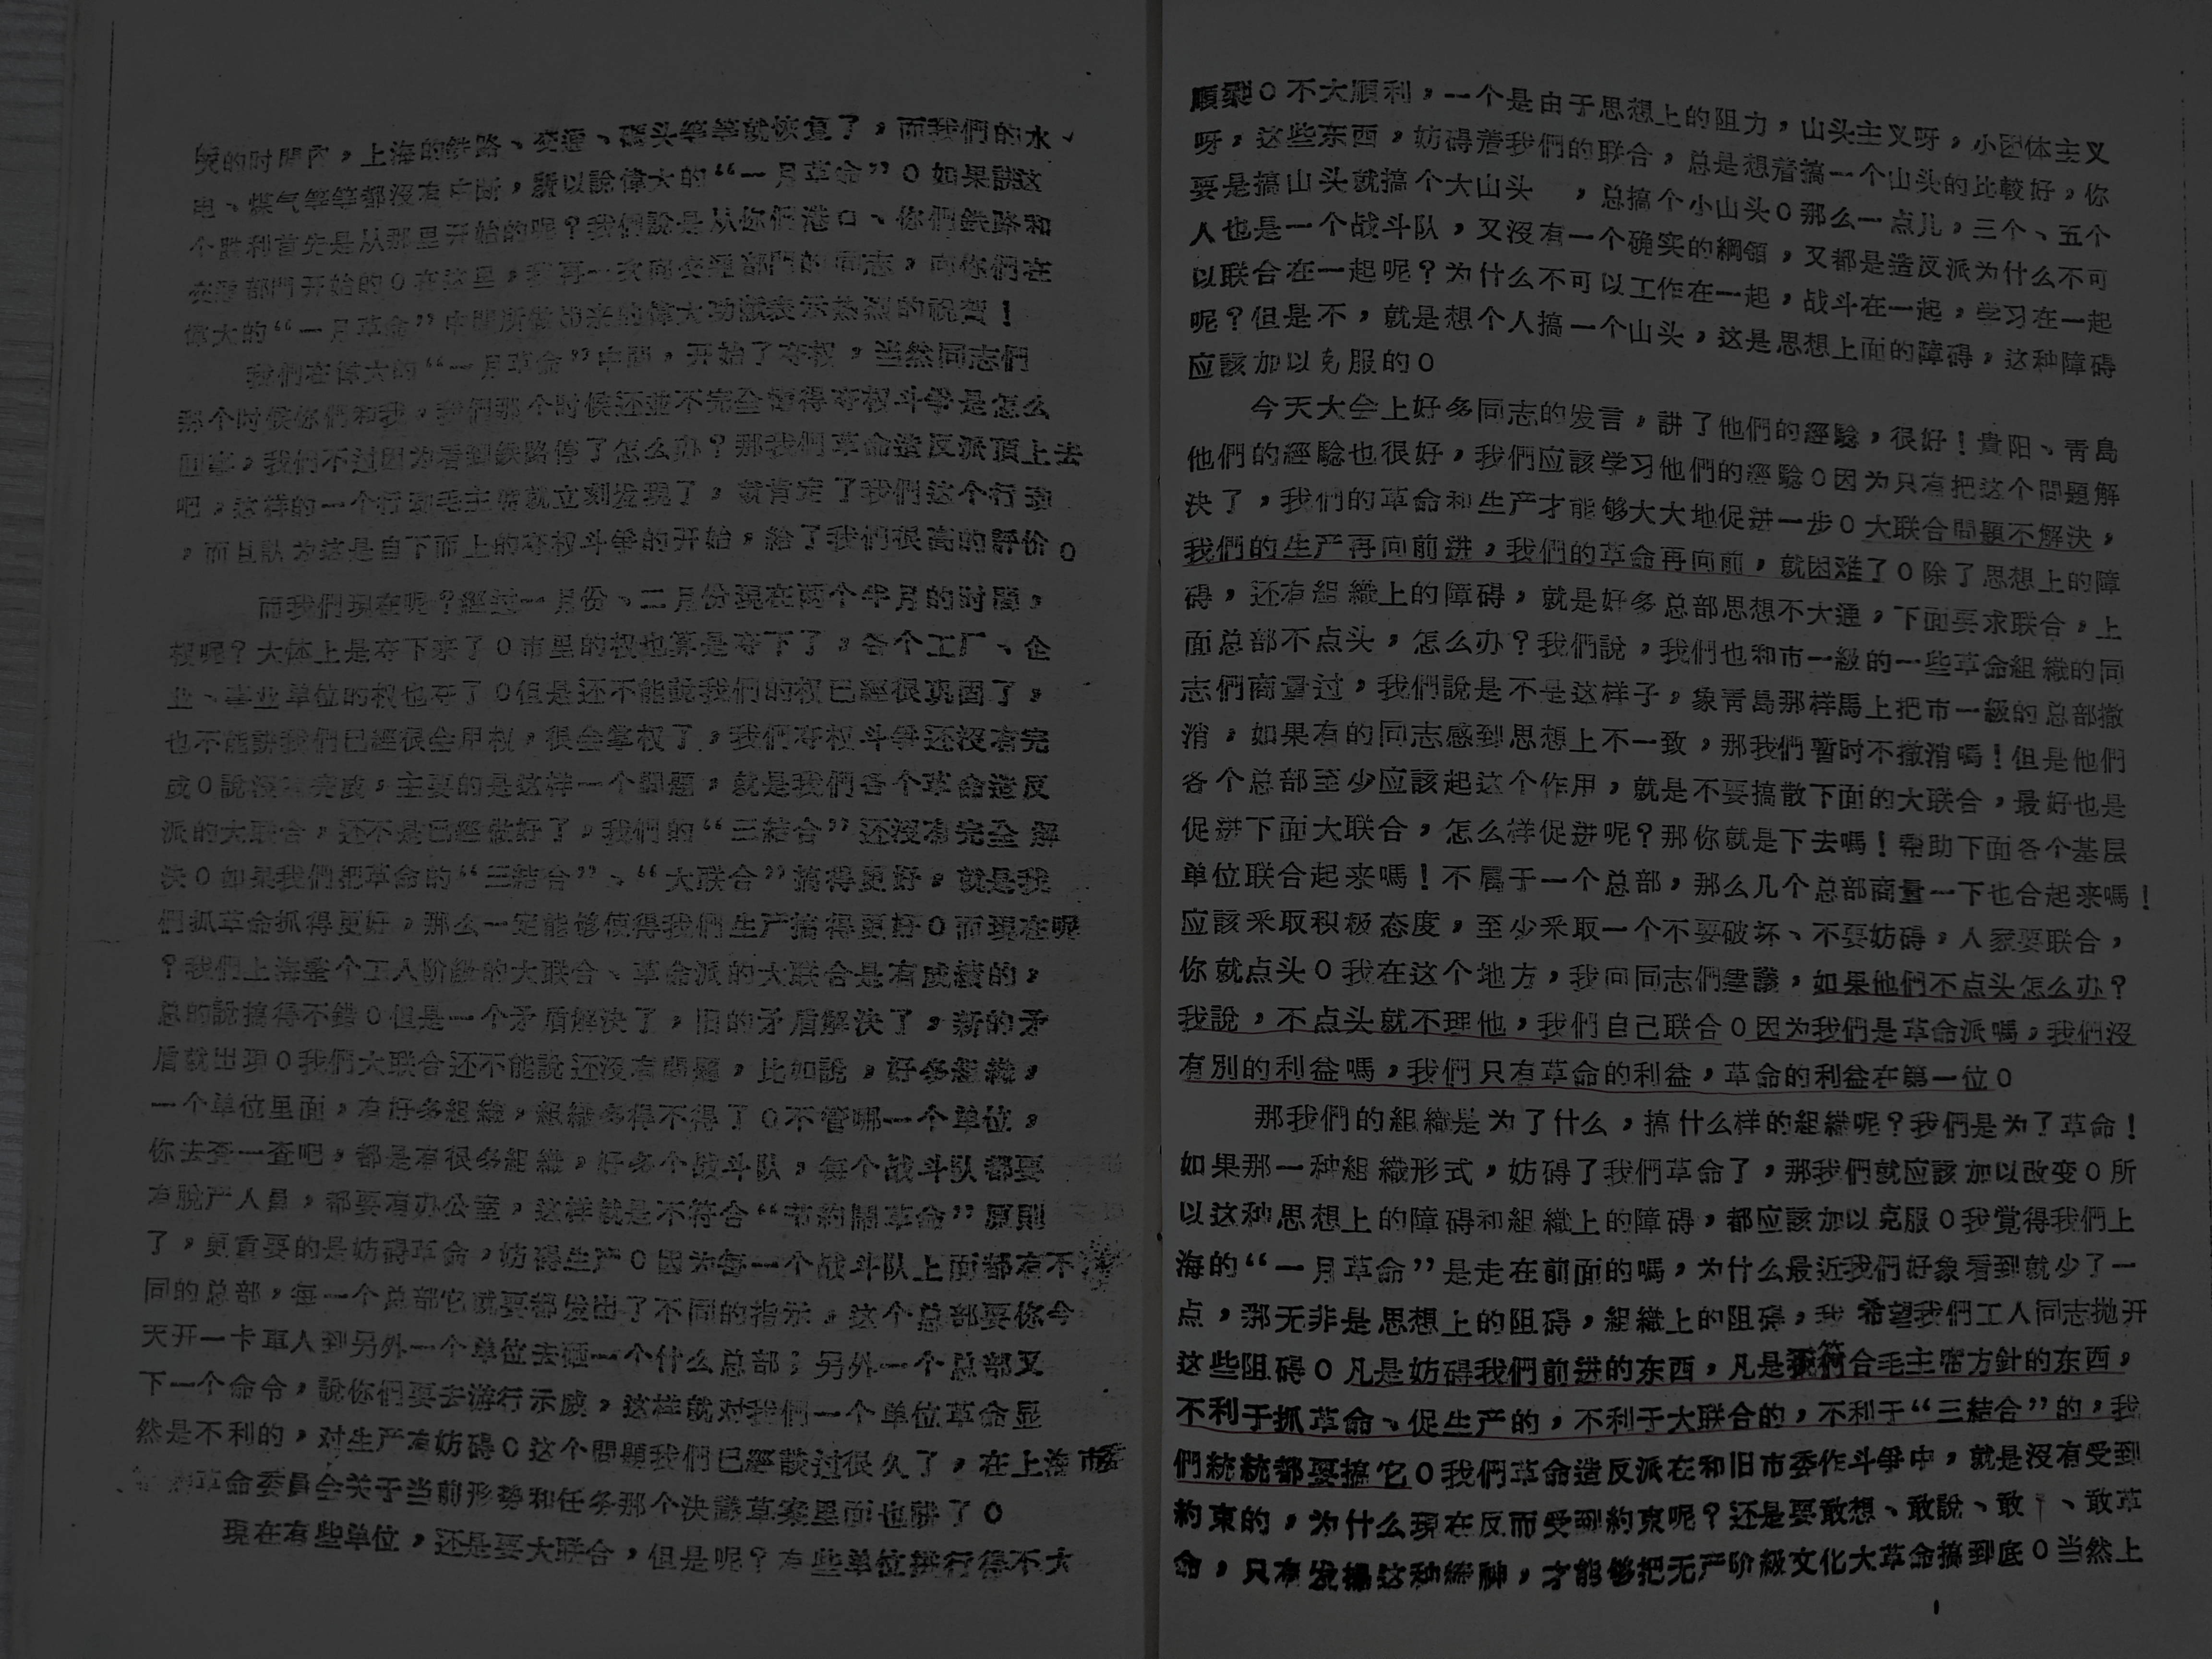 的时間內，上海的鉄路、交通、碼头等等就恢复了，而我們的水、
电、煤气等等都沒有中断，所以說偉大的“一月革命”０如果說这
个胜利首先是从那里开始的呢？我們說是从你們港口、你們鉄路和
交通部門开始的０在这里，我再一次向交通部門的同志，向你們在
偉大的“一月革命”中間所做出来的偉大功献表示热烈的祝賀！
我們在偉大的“一月革命”中間，开始了夺权，当然同志們
那个时候你們和我，我們那个时候还並不完全懂得夺权斗爭是怎么
回事，我們不过因为看到鉄路停了怎么办？那我們革命造反派頂上去
吧，这样的一个行动毛主席就立刻发現了，就肯定了我們这个行动
，而且認为这是自下而上的夺权斗爭的开始，給了我們很高的評价０
而我們現在呢？經过一月份、二月份現在两个半月的时間，
权呢？大体上是夺下来了０市里的权也算是夺下了，各个工厂、企
业、事业单位的权也夺了０但是还不能說我們的权已經很巩固了，
也不能說我們已經很会用权，很会掌权了，我們夺权斗爭还沒有完
成０說沒有完成，主要的是这样一个問題，就是我們各个革命造反
派的大联合，还不是已經做好了，我們的“三結合”还沒有完全解
决０如果我們把革命的“三結合”、“大联合”搞得更好，就是我
們抓革命抓得更好，那么一定能够使得我們生产搞得更好０而現在呢
？我們上海整个工人阶級的大联合、革命派的大联合是有成績的，
总的說搞得不錯０但是一个矛盾解决了，旧的矛盾解决了，新的矛
盾就出現０我們大联合还不能說还沒有問題，比如說，好多組織，
一个单位里面，有好多組織，組織多得不得了０不管哪一个单位，
你去查一查吧，都是有很多組織，好多个战斗队，每个战斗队都要
有脫产人員，都要有办公室，这样就是不符合“节約鬧革命”原則
了，更重要的是妨碍革命，妨碍生产０因为每一个战斗队上面都有不
同的总部，每一个总部它就要都发出了不同的指示，这个总部要你今
天开一卡車人到另外一个单位去砸一个什么总部；另外一个总部又
下一个命令，說你們要去游行示威，这样就对我們一个单位革命显
然是不利的，对生产有妨碍０这个問題我們已經談过很久了，在上海市
革命委員会关于当前形势和任务那个决議草案里面也讲了０
現在有些单位，还是要大联合，但是呢？有些单位进行得不大
順利０不大順利，一个是由于思想上的阻力，山头主义呀，小团体主义
呀，这些东西，妨碍着我們的联合，总是想着搞一个山头的比較好，你
要是搞山头就搞个大山头　，总搞个小山头０那么一点儿，三个、五个
人也是一个战斗队，又沒有一个确实的綱領，又都是造反派为什么不可
以联合在一起呢？为什么不可以工作在一起，战斗在一起，学习在一起
呢？但是不，就是想个人搞一个山头，这是思想上面的障碍，这种障碍
应該加以克服的０
今天大会上好多同志的发言，讲了他們的經驗，很好！貴阳、青島
他們的經驗也很好，我們应該学习他們的經驗０因为只有把这个問題解
决了，我們的革命和生产才能够大大地促进一步０大联合問題不解决，
我們的生产再向前进，我們的革命再向前，就困难了０除了思想上的障
碍，还有組織上的障碍，就是好多总部思想不大通，下面要求联合，上
面总部不点头，怎么办？我們說，我們也和市一級的一些革命組織的同
志們商量过，我們說是不是这样子，象青島那样馬上把市一級的总部撤
消，如果有的同志感到思想上不一致，那我們暫时不撤消嗎！但是他們
各个总部至少应該起这个作用，就是不要搞散下面的大联合，最好也是
促进下面大联合，怎么样促进呢？那你就是下去嗎！帮助下面各个基层
单位联合起来嗎！不属于一个总部，那么几个总部商量一下也合起来嗎！
应該采取积极态度，至少采取一个不要破坏、不要妨碍，人家要联合，
你就点头０我在这个地方，我向同志們建議，如果他們不点头怎么办？
我說，不点头就不理他，我們自己联合０因为我們是革命派嗎，我們沒
有別的利益嗎，我們只有革命的利益，革命的利益在第一位０
那我們的組織是为了什么，搞什么样的組織呢？我們是为了革命！
如果那一种組織形式，妨碍了我們革命了，那我們就应該加以改变０所
以这种思想上的障碍和組織上的障碍，都应該加以克服０我覚得我們上
海的“一月革命”是走在前面的嗎，为什么最近我們好象看到就少了一
点，那无非是思想上的阻碍，組織上的阻碍，我希望我們工人同志抛开
这些阻碍０凡是妨碍我們前进的东西，凡是不符合毛主席方針的东西，
不利于抓革命、促生产的，不利于大联合的，不利于“三結合”的，我
們統統都要搞它０我們革命造反派在和旧市委作斗爭中，就是沒有受到
約束的，为什么現在反而受到約束呢？还是要敢想、敢說、敢　、敢革
命，只有发揚这种精神，才能够把无产阶級文化大革命搞到底０当然上